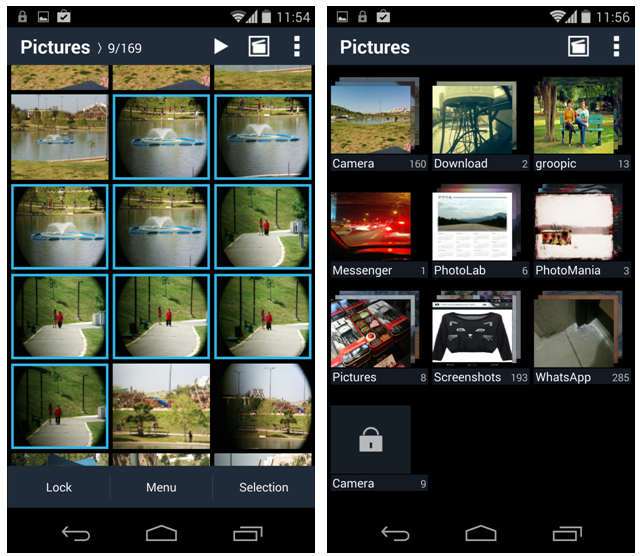 11:54
Pictures 〉9/169
Lock Menu Selection
11:56
Pictures
Camera 160 Download 2 groopic 13
Messenger 1 PhotoLab 6 PhotoMania 3
2014
Pictures 8 Screenshots 193 WhatsApp 285
Camera 9